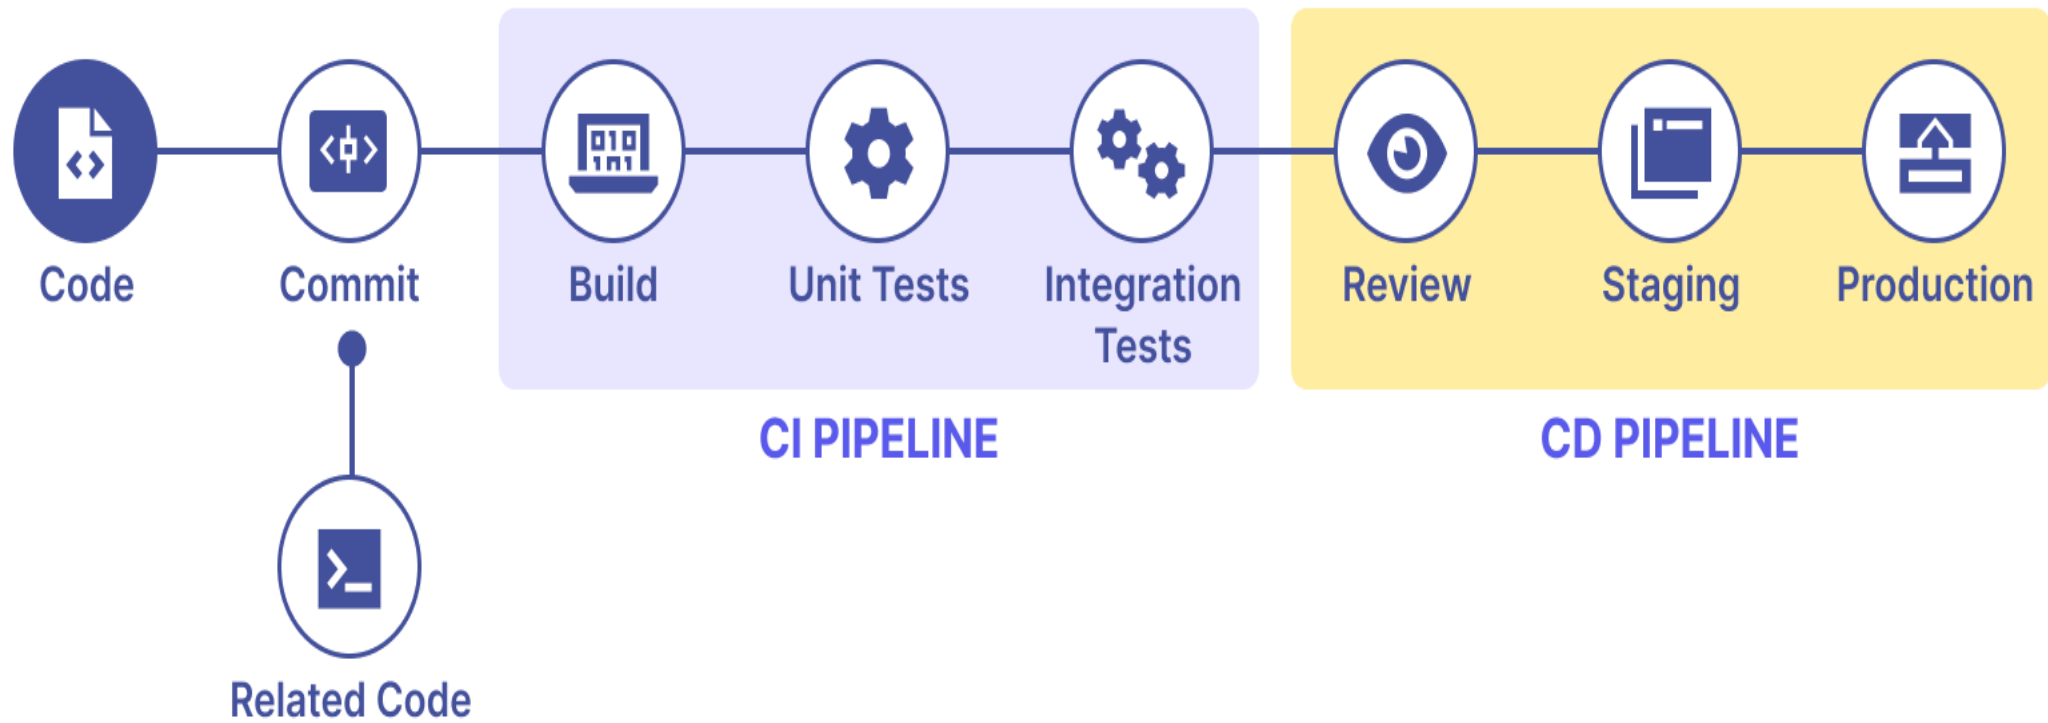 Code
Commit
Build
Unit Tests
Integration
Tests
Review
Staging
Production
CI PIPELINE
CD PIPELINE
Related Code